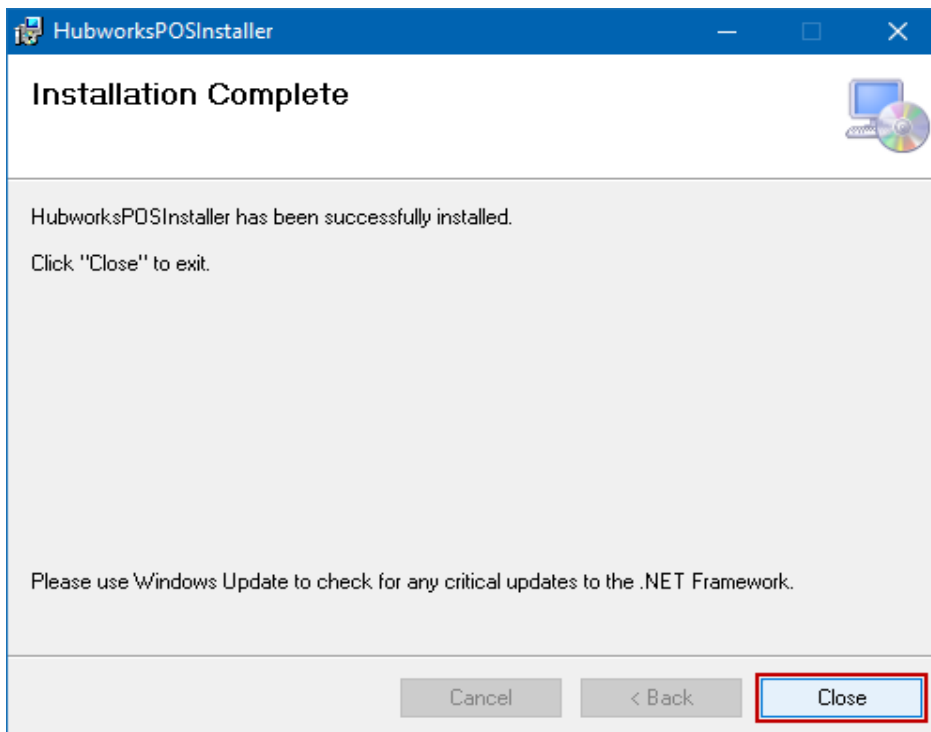 HubworksPOSInstaller
Installation Complete
HubworksPOSInstaller has been successfully installed.
Click "Close" to exit.
Please use Windows Update to check for any critical updates to the .NET Framework.
Cancel
< Back
Close